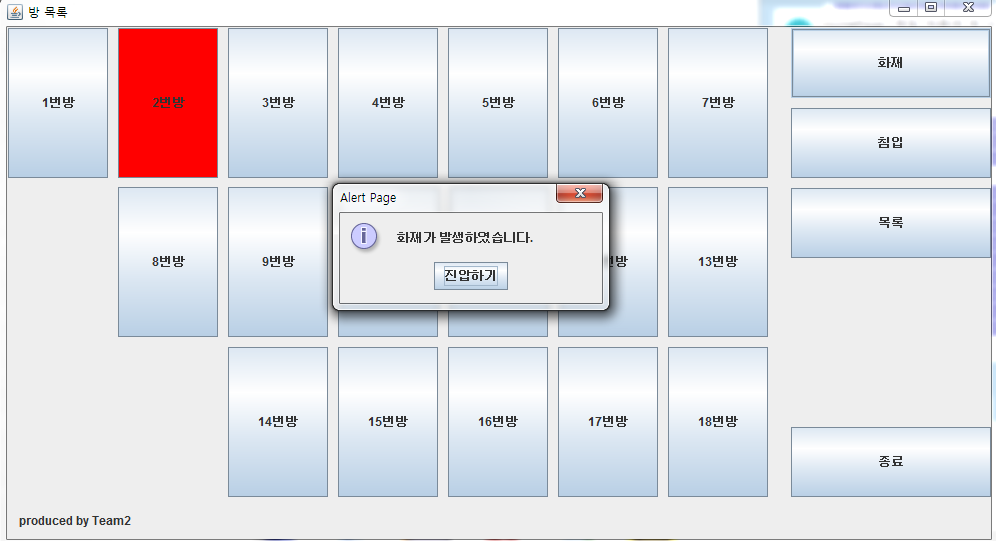 방 목록
1번방
2번방
3번방
4번방
5번방
6번방
7번방
화재
침입
Alert Page
화재가 발생하였습니다.
진압하기
8번방
9번방
번방
13번방
목록
14번방
15번방
16번방
17번방
18번방
종료
produced by Team2